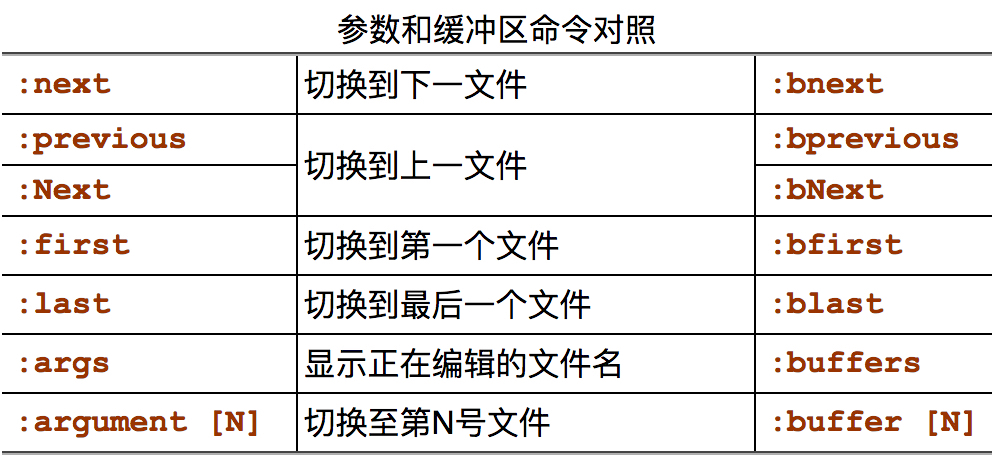 参数和缓冲区命令对照
:next 切换到下一文件 :bnext
:previous 切换到上一文件 :bprevious
:Next :bNext
:first 切换到第一个文件 :bfirst
:last 切换到最后一个文件 :blast
:args 显示正在编辑的文件名 :buffers
:argument [N] 切换至第N号文件 :buffer [N]